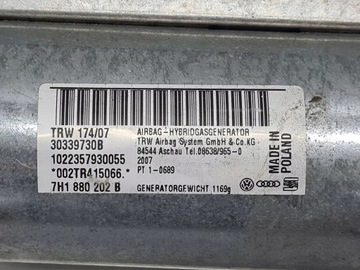 TRW 174/07
30339730B
1022357930055
*002TR415066.*
7H1 880 202 B
AIRBAG-HYBRIDGASGENERATOR
TRW Airbag System GmbH & Co.KG
84544 Aschau Tel.08638/965-0
2007
PT 1-0689
GENERATORGEWICHT 1169g
MADE IN
POLAND